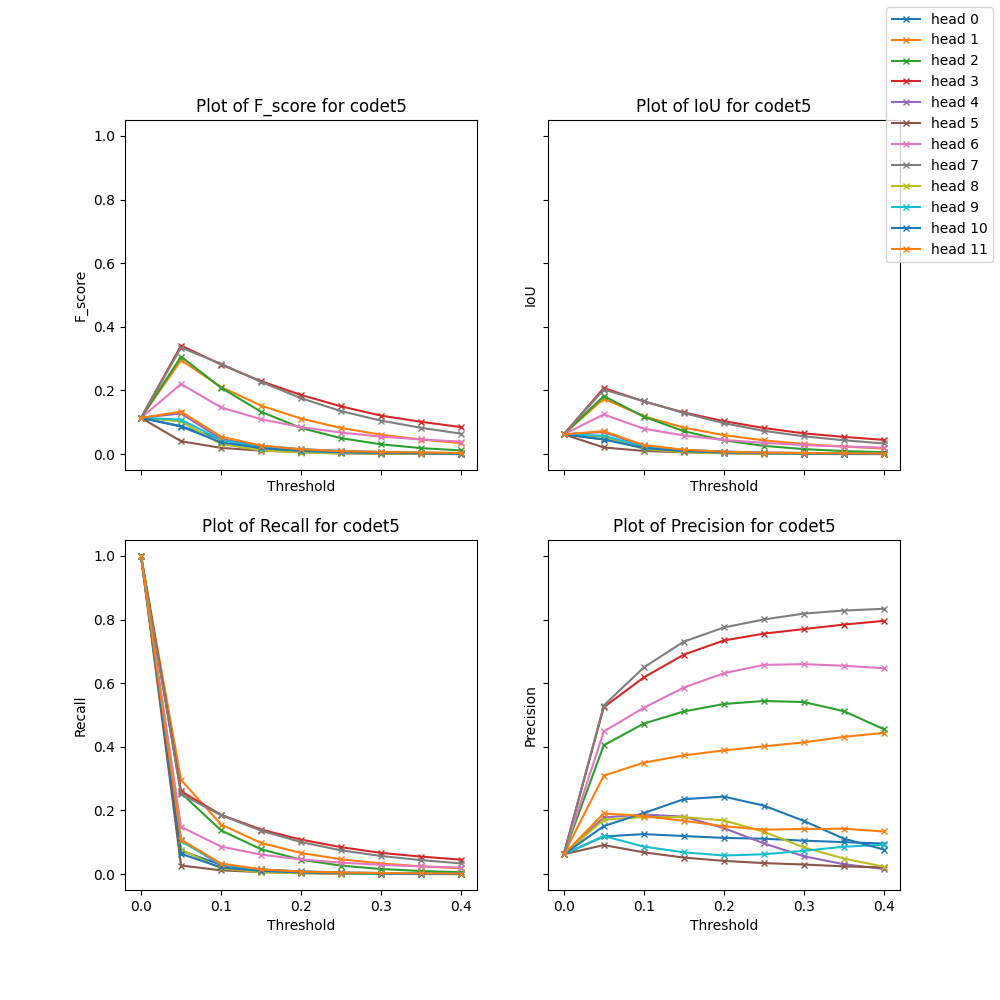 head 0
head 1
head 2
head 3
head 4
head 5
head 6
head 7
head 8
head 9
head 10
head 11
Plot of F_score for codet5
1.0
0.8
0.6
0.4
0.2
0.0
F_score
Threshold
Plot of IoU for codet5
IoU
Threshold
Plot of Recall for codet5
1.0
0.8
0.6
0.4
0.2
0.0
Recall
0.0 0.1 0.2 0.3 0.4
Threshold
Plot of Precision for codet5
Precision
0.0 0.1 0.2 0.3 0.4
Threshold